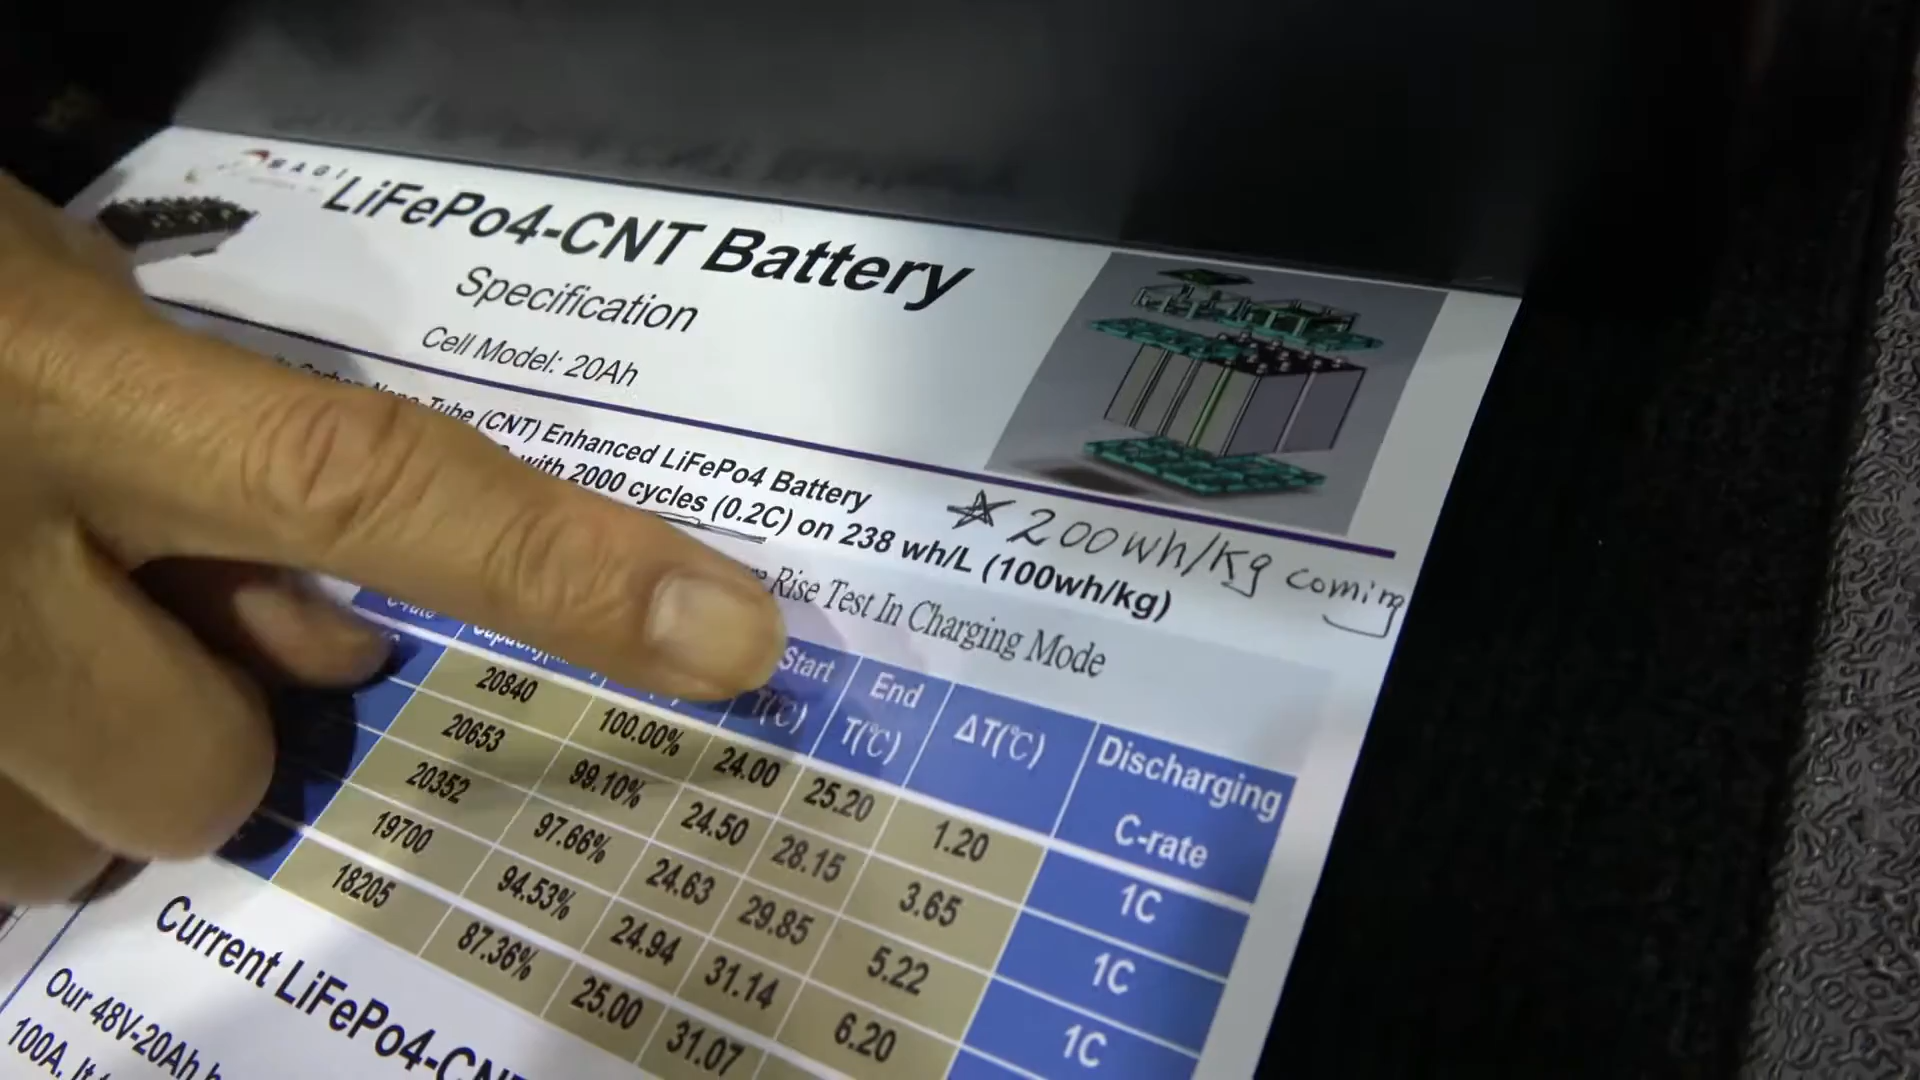 MAGI
LiFePo4-CNT Battery
Specification
Cell Model: 20Ah
Tube (CNT) Enhanced LiFePo4 Battery
with 2000 cycles (0.2C) on 238 wh/L (100wh/kg)
☆ 200wh/kg coming
Rise Test In Charging Mode
Start T(℃) End T(℃) ΔT(℃) Discharging C-rate
20840 100.00% 24.00 25.20 1.20 1C
20653 99.10% 24.50 28.15 3.65 1C
20352 97.66% 24.63 29.85 5.22 1C
19700 94.53% 24.94 31.14 6.20
18205 87.36% 25.00 31.07
Current LiFePo4-CNT
Our 48V-20Ah
100A. It